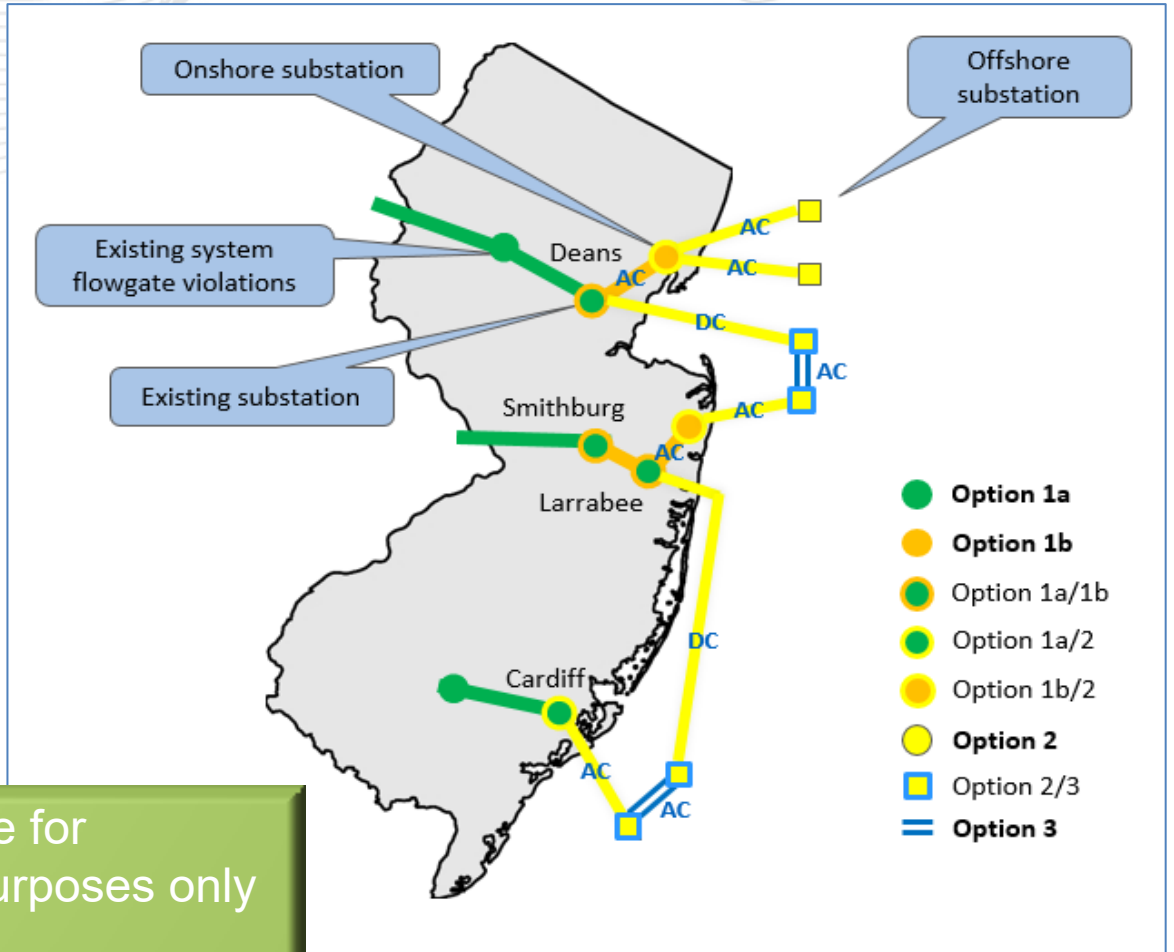 Onshore substation
Offshore
substation
Existing system
flowgate violations
Deans
AC
AC
AC
DC
AC
Existing substation
Smithburg
AC
AC
Larrabee
DC
Cardiff
AC
AC
Option 1a
Option 1b
Option 1a/1b
Option 1a/2
Option 1b/2
Option 2
Option 2/3
Option 3
e for
urposes only